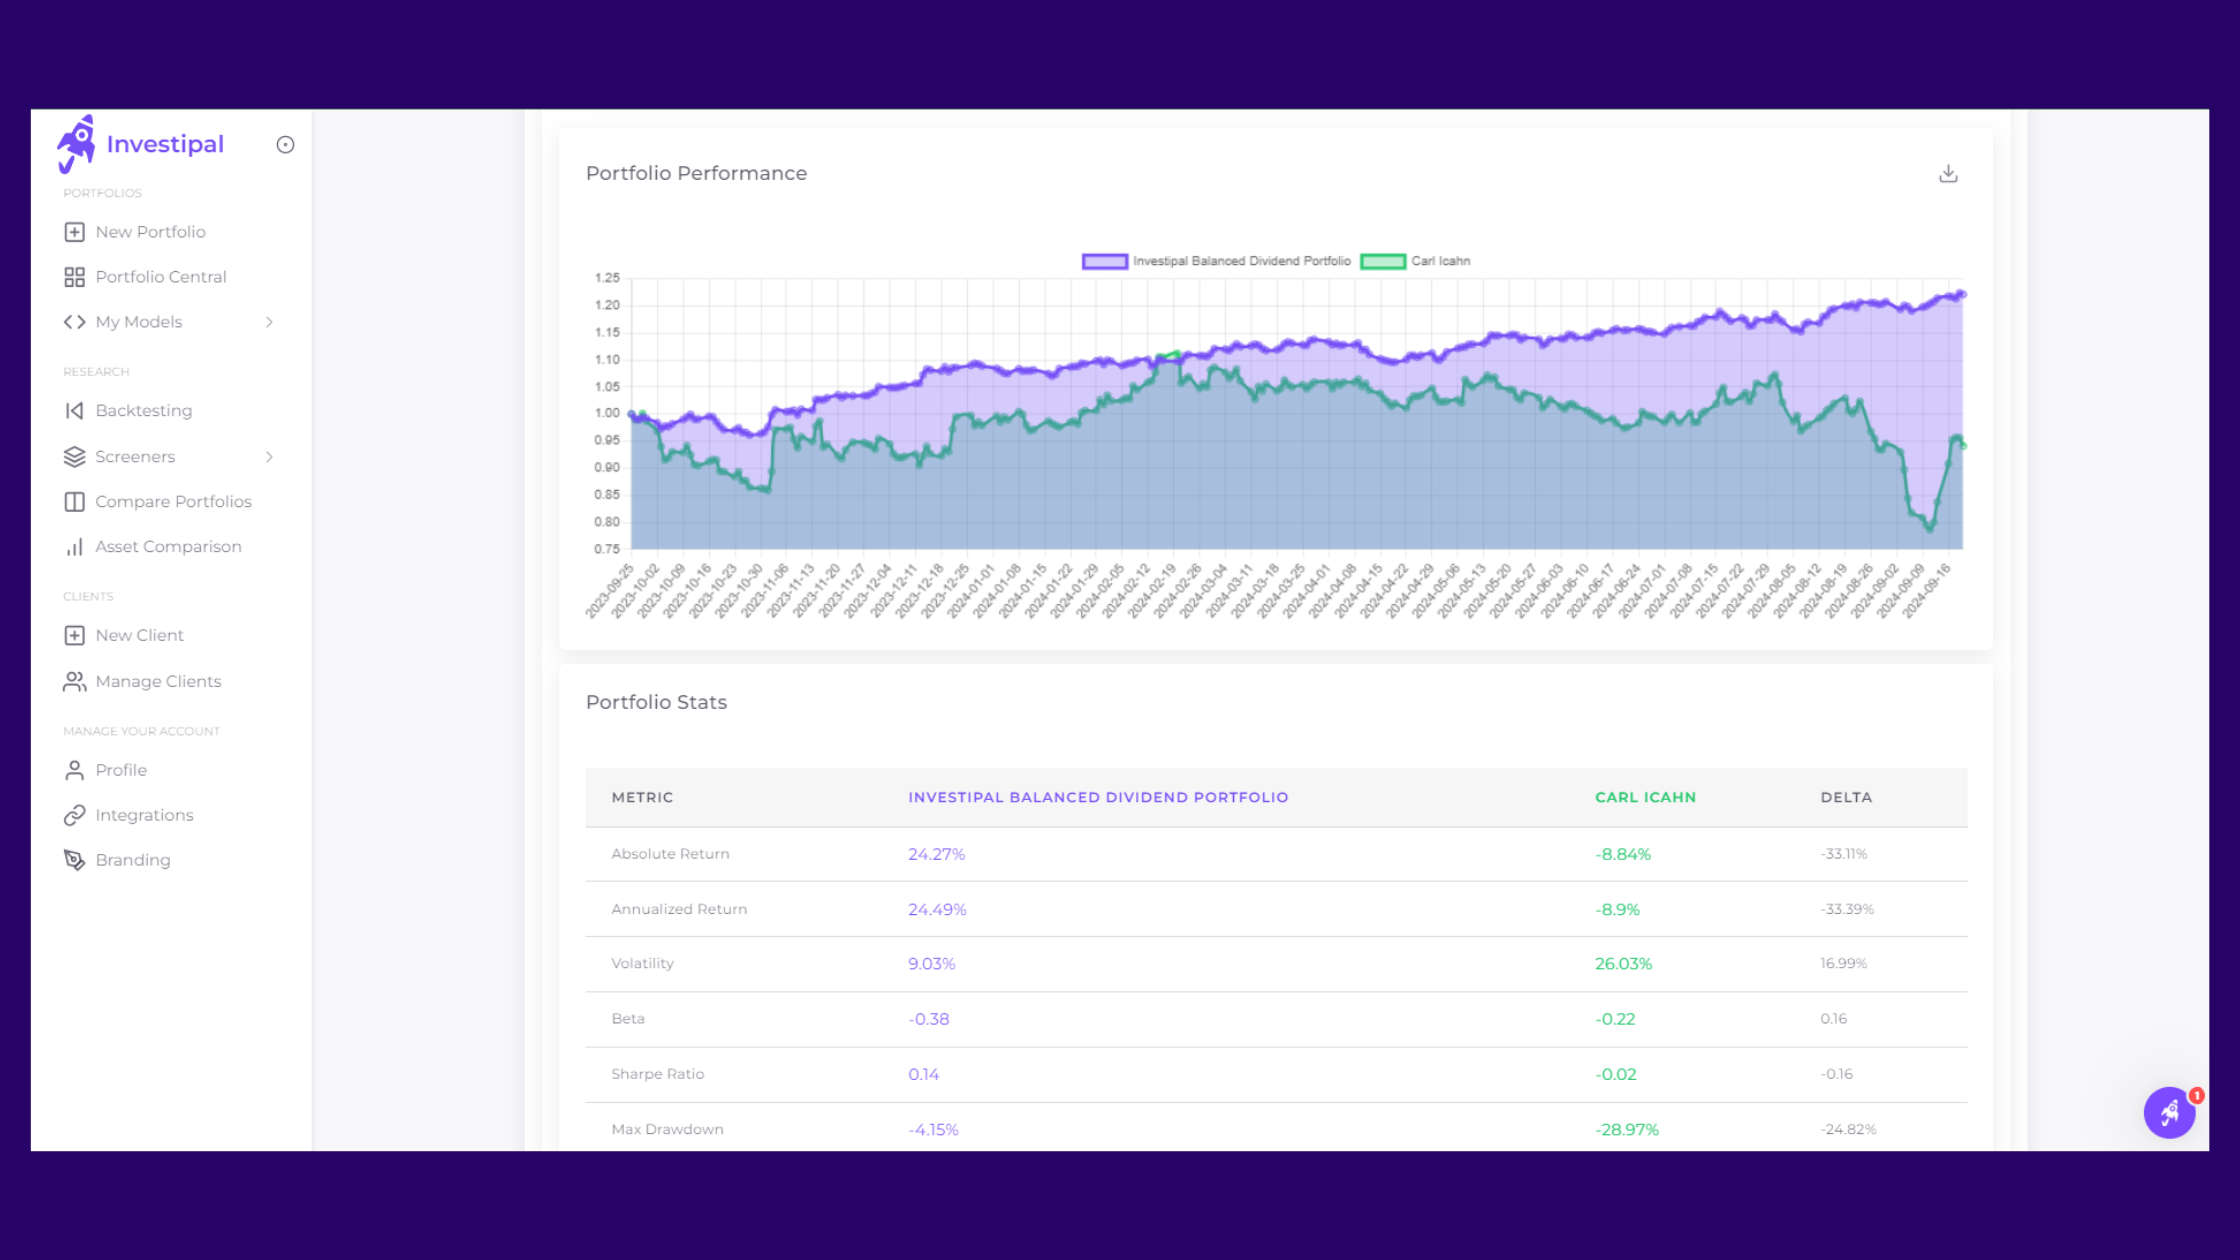 Investipal
PORTFOLIOS
New Portfolio
Portfolio Central
My Models
RESEARCH
Backtesting
Screeners
Compare Portfolios
Asset Comparison
CLIENTS
New Client
Manage Clients
MANAGE YOUR ACCOUNT
Profile
Integrations
Branding
Portfolio Performance
Investipal Balanced Dividend Portfolio Carl Icahn
1.25
1.20
1.15
1.10
1.05
1.00
0.95
0.90
0.85
0.80
0.75
2023-09-25
2023-10-02
2023-10-09
2023-10-16
2023-10-23
2023-10-30
2023-11-06
2023-11-13
2023-11-20
2023-11-27
2023-12-04
2023-12-11
2023-12-18
2023-12-25
2024-01-01
2024-01-08
2024-01-15
2024-01-22
2024-01-29
2024-02-05
2024-02-12
2024-02-19
2024-02-26
2024-03-04
2024-03-11
2024-03-18
2024-03-25
2024-04-01
2024-04-08
2024-04-15
2024-04-22
2024-04-29
2024-05-06
2024-05-13
2024-05-20
2024-05-27
2024-06-03
2024-06-10
2024-06-17
2024-06-24
2024-07-01
2024-07-08
2024-07-15
2024-07-22
2024-07-29
2024-08-05
2024-08-12
2024-08-19
2024-08-26
2024-09-02
2024-09-09
2024-09-16
Portfolio Stats
METRIC INVESTIPAL BALANCED DIVIDEND PORTFOLIO CARL ICAHN DELTA
Absolute Return 24.27% -8.84% -33.11%
Annualized Return 24.49% -8.9% -33.39%
Volatility 9.03% 26.03% 16.99%
Beta -0.38 -0.22 0.16
Sharpe Ratio 0.14 -0.02 -0.16
Max Drawdown -4.15% -28.97% -24.82%
1